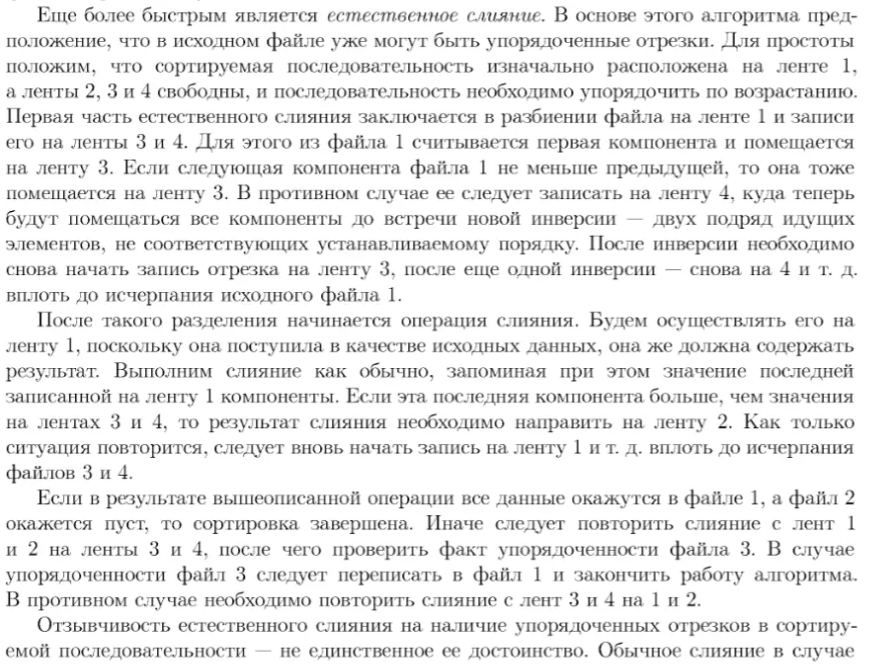 Еще более быстрым является естественное слияние. В основе этого алгоритма пред-
положение, что в исходном файле уже могут быть упорядоченные отрезки. Для простоты
положим, что сортируемая последовательность изначально расположена на ленте 1,
а ленты 2, 3 и 4 свободны, и последовательность необходимо упорядочить по возрастанию.
Первая часть естественного слияния заключается в разбиении файла на ленте 1 и записи
его на ленты 3 и 4. Для этого из файла 1 считывается первая компонента и помещается
на ленту 3. Если следующая компонента файла 1 не меньше предыдущей, то она тоже
помещается на ленту 3. В противном случае ее следует записать на ленту 4, куда теперь
будут помещаться все компоненты до встречи новой инверсии — двух подряд идущих
элементов, не соответствующих устанавливаемому порядку. После инверсии необходимо
снова начать запись отрезка на ленту 3, после еще одной инверсии — снова на 4 и т. д.
вплоть до исчерпания исходного файла 1.
После такого разделения начинается операция слияния. Будем осуществлять его на
ленту 1, поскольку она поступила в качестве исходных данных, она же должна содержать
результат. Выполним слияние как обычно, запоминая при этом значение последней
записанной на ленту 1 компоненты. Если эта последняя компонента больше, чем значения
на лентах 3 и 4, то результат слияния необходимо направить на ленту 2. Как только
ситуация повторится, следует вновь начать запись на ленту 1 и т. д. вплоть до исчерпания
файлов 3 и 4.
Если в результате вышеописанной операции все данные окажутся в файле 1, а файл 2
окажется пуст, то сортировка завершена. Иначе следует повторить слияние с лент 1
и 2 на ленты 3 и 4, после чего проверить факт упорядоченности файла 3. В случае
упорядоченности файл 3 следует переписать в файл 1 и закончить работу алгоритма.
В противном случае необходимо повторить слияние с лент 3 и 4 на 1 и 2.
Отзывчивость естественного слияния на наличие упорядоченных отрезков в сортиру-
емой последовательности — не единственное ее достоинство. Обычное слияние в случае